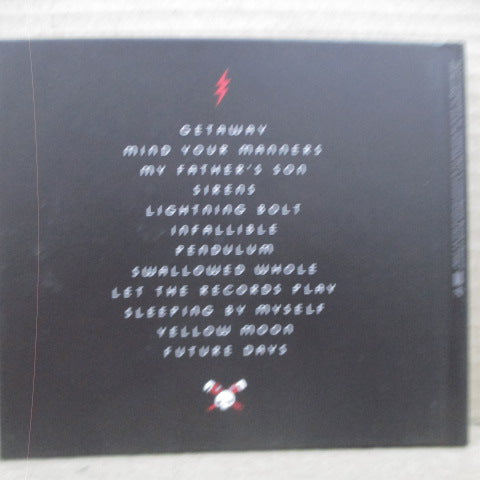 GETAWAY
MIND YOUR MANNERS
MY FATHER'S SON
SIRENS
LIGHTNING BOLT
INFALLIBLE
PENDULUM
SWALLOWED WHOLE
LET THE RECORDS PLAY
SLEEPING BY MYSELF
YELLOW MOON
FUTURE DAYS